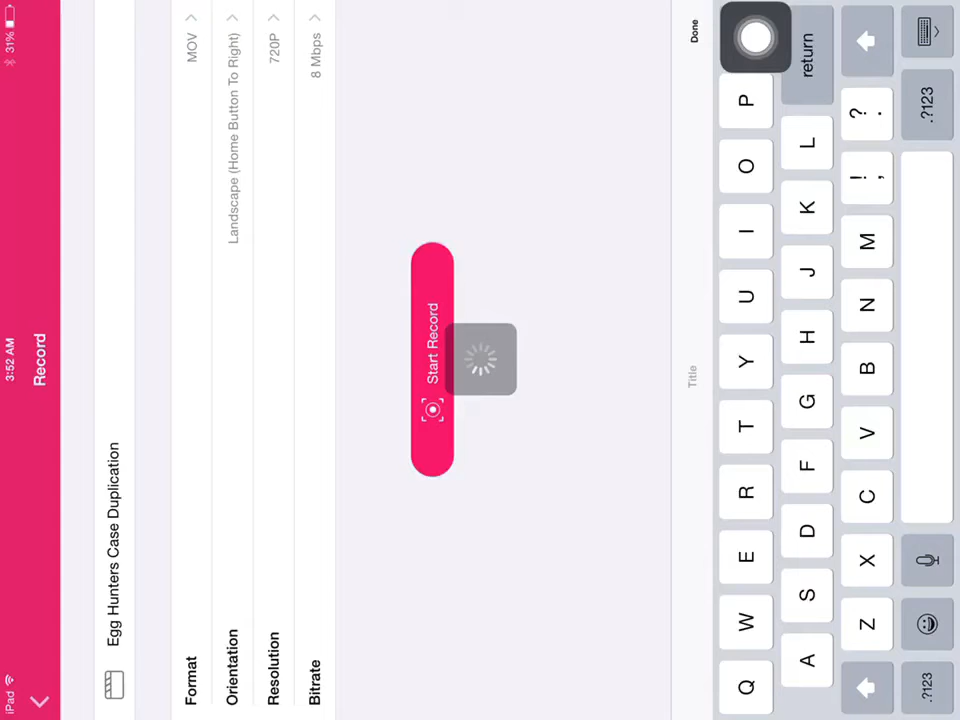 iPad 3:52 AM 31%
Record
Egg Hunters Case Duplication
Format MOV
Orientation Landscape (Home Button To Right)
Resolution 720P
Bitrate 8 Mbps
Start Record
Title Done
Q W E R T Y U I O P
A S D F G H J K L return
Z X C V B N M ! , ? .
.?123 .?123